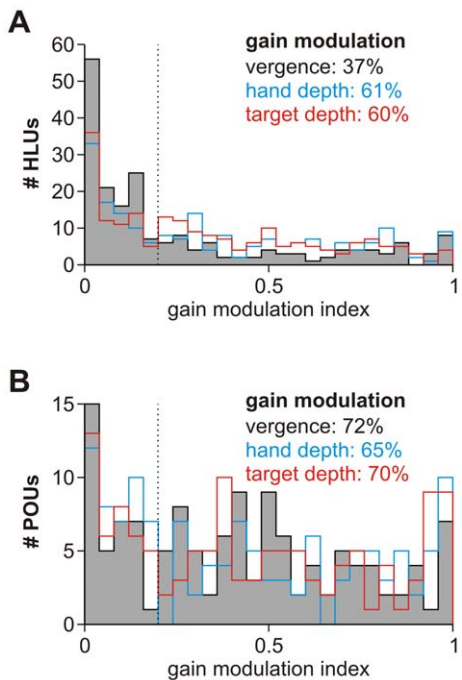 A
60
50
40
30
20
10
0
# HLUs
gain modulation
vergence: 37%
hand depth: 61%
target depth: 60%
0
0.5
1
gain modulation index
B
15
10
5
0
# POUs
gain modulation
vergence: 72%
hand depth: 65%
target depth: 70%
0
0.5
1
gain modulation index